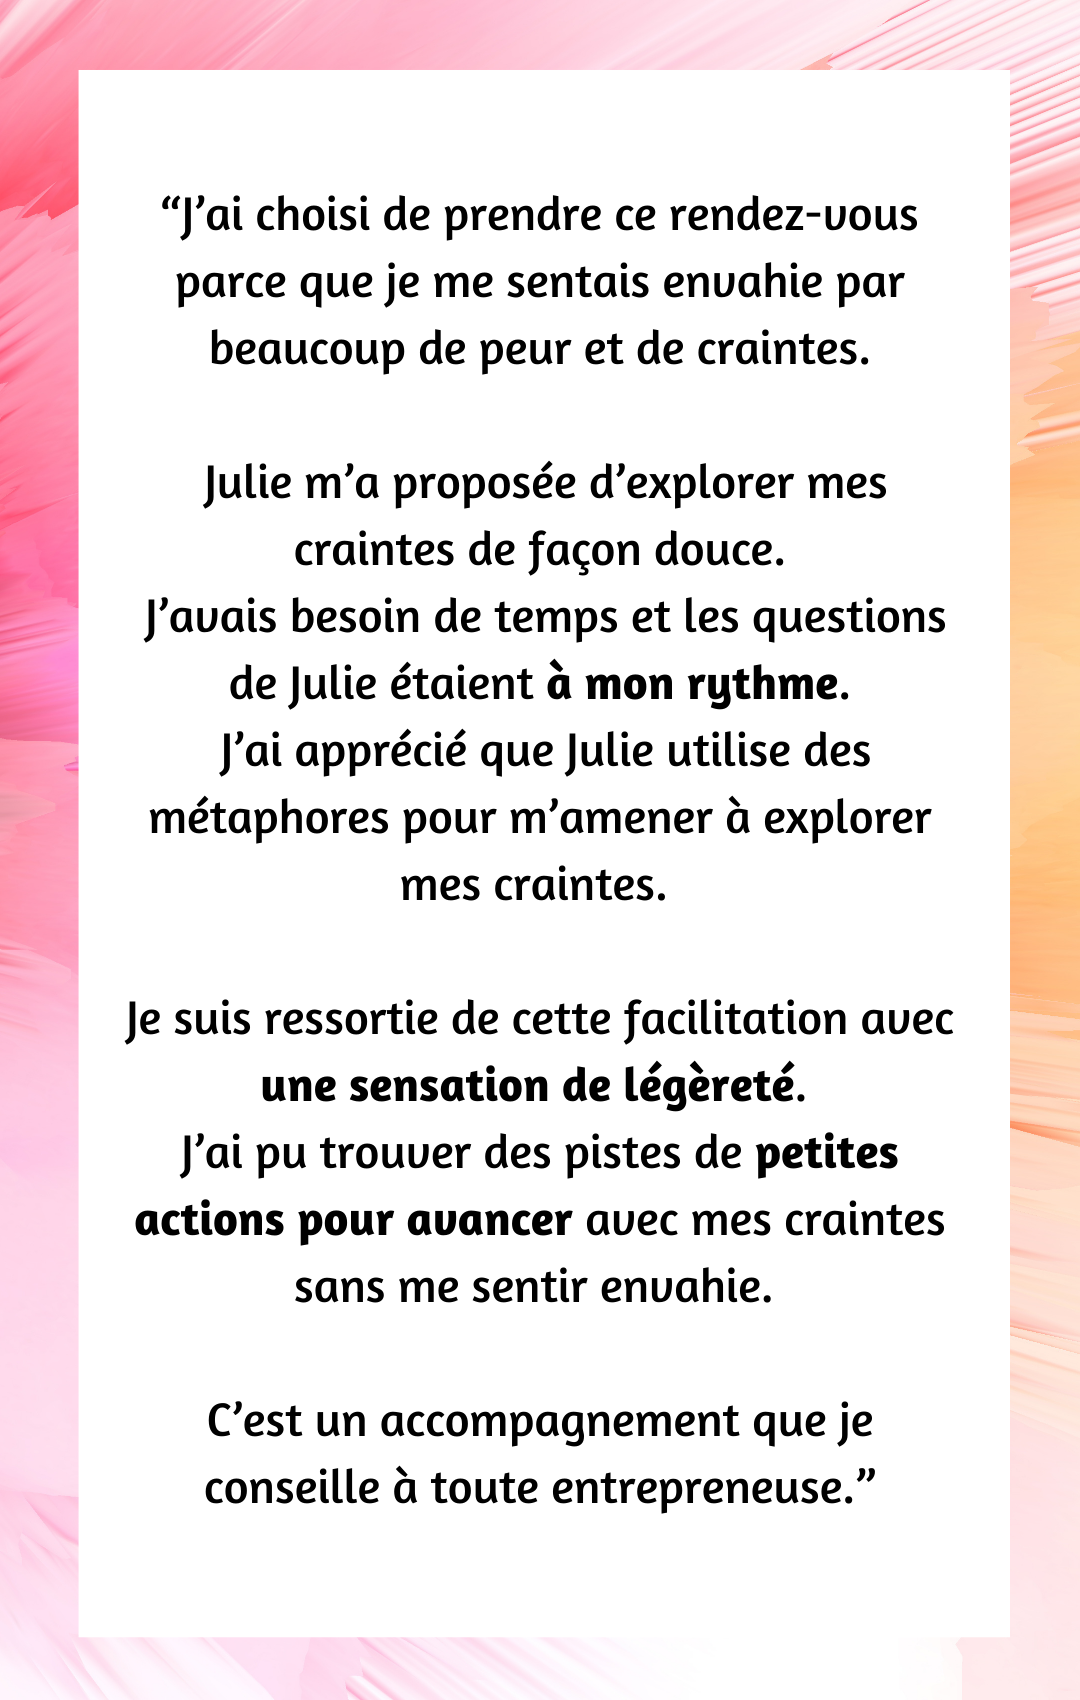 “J’ai choisi de prendre ce rendez-vous
parce que je me sentais envahie par
beaucoup de peur et de craintes.
Julie m’a proposée d’explorer mes
craintes de façon douce.
J’avais besoin de temps et les questions
de Julie étaient à mon rythme.
J’ai apprécié que Julie utilise des
métaphores pour m’amener à explorer
mes craintes.
Je suis ressortie de cette facilitation avec
une sensation de légèreté.
J’ai pu trouver des pistes de petites
actions pour avancer avec mes craintes
sans me sentir envahie.
C’est un accompagnement que je
conseille à toute entrepreneuse.”